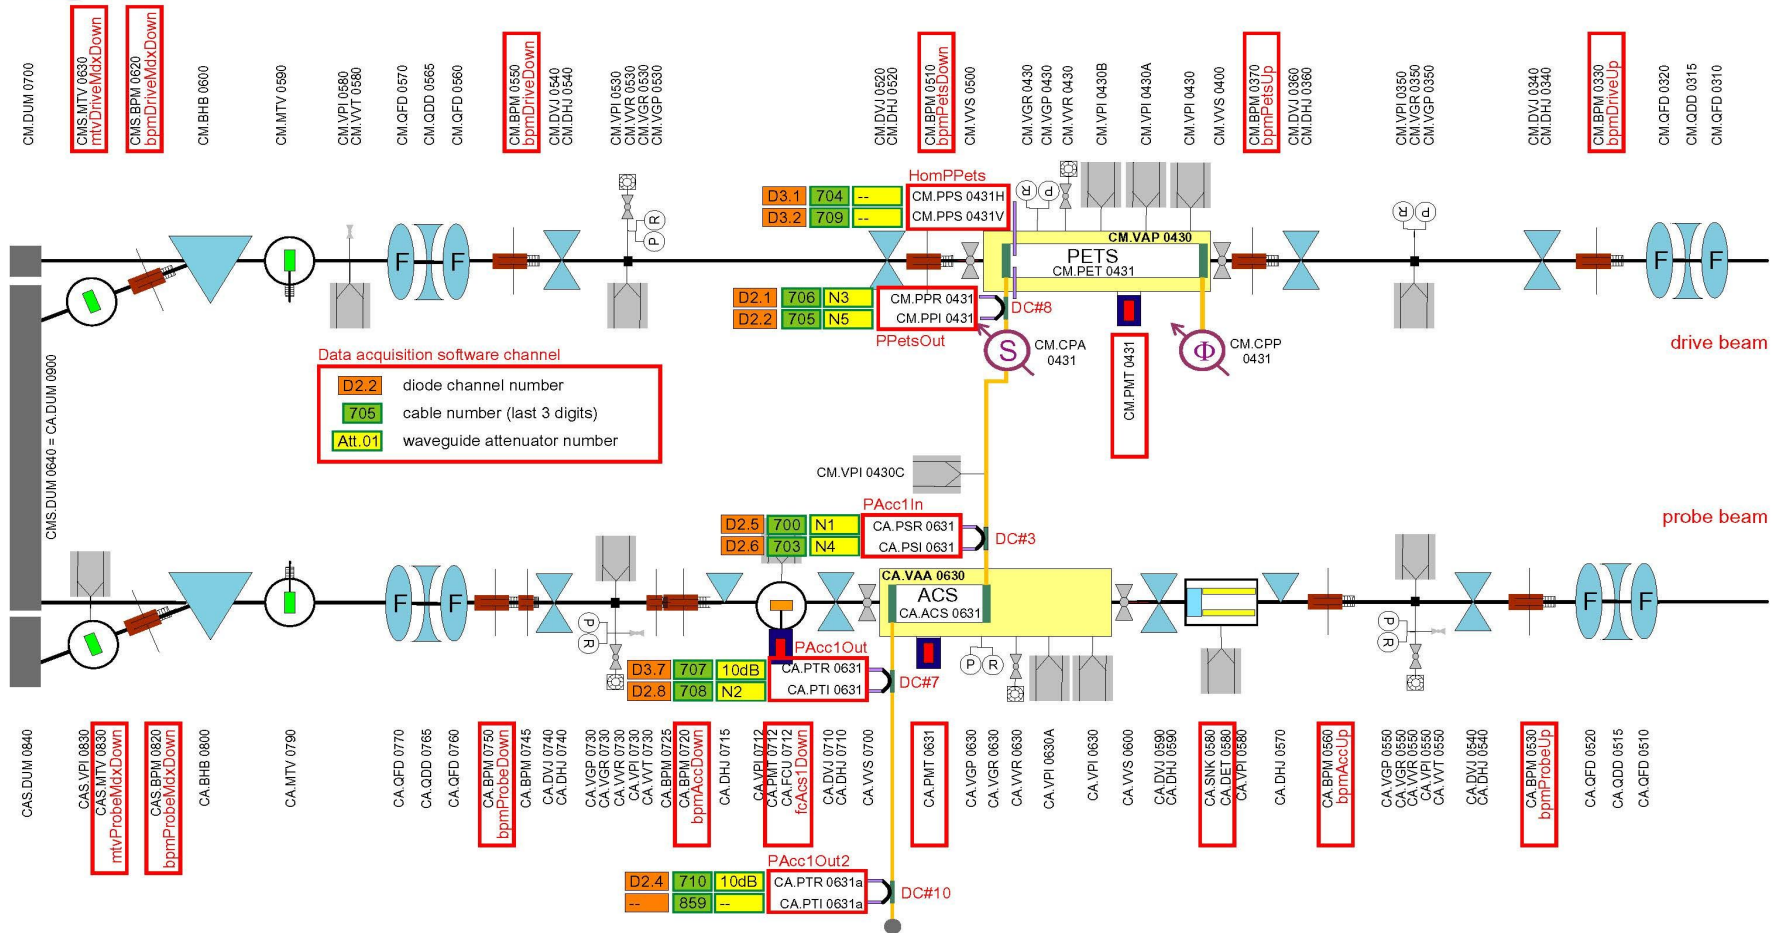 CM.DUM 0700
CMS.MTV 0630
mtvDriveMdxDown
CMS.BPM 0620
bpmDriveMdxDown
CM.BHB 0600
CM.MTV 0590
CM.VPI 0580
CM.VVT 0580
CM.QFD 0570
CM.QDD 0565
CM.QFD 0560
CM.BPM 0550
bpmDriveDown
CM.DVJ 0540
CM.DHJ 0540
CM.VPI 0530
CM.VVR 0530
CM.VGR 0530
CM.VGP 0530
CM.DVJ 0520
CM.DHJ 0520
CM.BPM 0510
bpmPetsDown
CM.VVS 0500
CM.VGR 0430
CM.VGP 0430
CM.VVR 0430
CM.VPI 0430B
CM.VPI 0430A
CM.VPI 0430
CM.VVS 0400
CM.BPM 0370
bpmPetsUp
CM.DVJ 0360
CM.DHJ 0360
CM.VPI 0350
CM.VGR 0350
CM.VGP 0350
CM.DVJ 0340
CM.DHJ 0340
CM.BPM 0330
bpmDriveUp
CM.QFD 0320
CM.QDD 0315
CM.QFD 0310
HomPPets
D3.1 704 -- CM.PPS 0431H
D3.2 709 -- CM.PPS 0431V
R P
R
P
R P
CM.VAP 0430
PETS
CM.PET 0431
F F
F F
D2.1 706 N3 CM.PPR 0431
D2.2 705 N5 CM.PPI 0431
DC#8
PPetsOut
S
CM.CPA
0431
CM.PMT 0431
Φ
CM.CPP
0431
drive beam
Data acquisition software channel
D2.2 diode channel number
705 cable number (last 3 digits)
Att.01 waveguide attenuator number
CMS.DUM 0640 = CA.DUM 0900
CM.VPI 0430C
PAcc1In
D2.5 700 N1 CA.PSR 0631
D2.6 703 N4 CA.PSI 0631
DC#3
probe beam
CA.VAA 0630
ACS
CA.ACS 0631
F F
F F
P
R
P R
P
R
PAcc1Out
D3.7 707 10dB CA.PTR 0631
D2.8 708 N2 CA.PTI 0631
DC#7
CAS.DUM 0840
CAS.VPI 0830
CAS.MTV 0830
mtvProbeMdxDown
CAS.BPM 0820
bpmProbeMdxDown
CA.BHB 0800
CA.MTV 0790
CA.QFD 0770
CA.QDD 0765
CA.QFD 0760
CA.BPM 0750
bpmProbeDown
CA.BPM 0745
CA.DVJ 0740
CA.DHJ 0740
CA.VGP 0730
CA.VGR 0730
CA.VVR 0730
CA.VPI 0730
CA.VVT 0730
CA.BPM 0725
CA.BPM 0720
bpmAccDown
CA.DHJ 0715
CA.VPI 0712
CA.PMT 0712
CA.FCU 0712
fcAcs1Down
CA.DVJ 0710
CA.DHJ 0710
CA.VVS 0700
CA.PMT 0631
CA.VGP 0630
CA.VGR 0630
CA.VVR 0630
CA.VPI 0630A
CA.VPI 0630
CA.VVS 0600
CA.DVJ 0590
CA.DHJ 0590
CA.SNK 0580
CA.DET 0580
CA.VPI 0580
CA.DHJ 0570
CA.BPM 0560
bpmAccUp
CA.VGP 0550
CA.VGR 0550
CA.VVR 0550
CA.VPI 0550
CA.VVT 0550
CA.DVJ 0540
CA.DHJ 0540
CA.BPM 0530
bpmProbeUp
CA.QFD 0520
CA.QDD 0515
CA.QFD 0510
PAcc1Out2
D2.4 710 10dB CA.PTR 0631a
-- 859 -- CA.PTI 0631a
DC#10